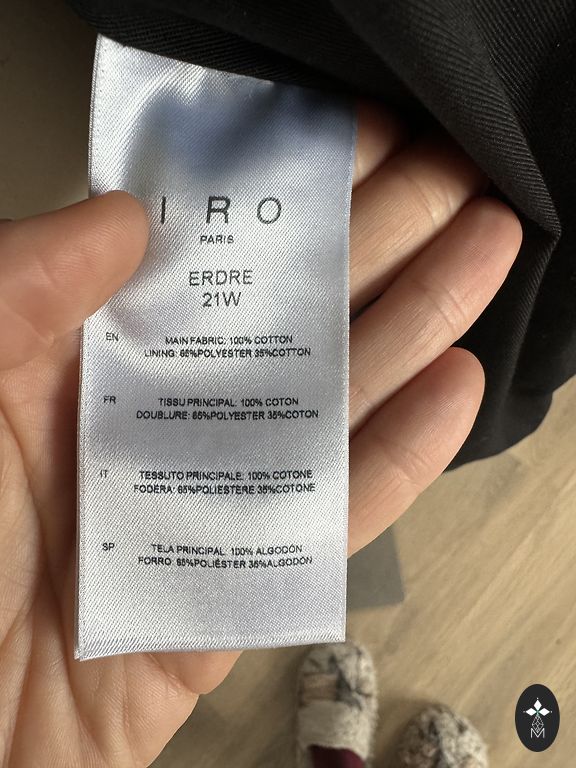 IRO
PARIS
ERDRE
21W
EN
MAIN FABRIC: 100% COTTON
LINING: 65%POLYESTER 35%COTTON
FR
TISSU PRINCIPAL: 100% COTON
DOUBLURE: 65%POLYESTER 35%COTON
IT
TESSUTO PRINCIPALE: 100% COTONE
FODERA: 65%POLIESTERE 35%COTONE
SP
TELA PRINCIPAL: 100% ALGODÓN
FORRO: 65%POLIÉSTER 35%ALGODÓN
M